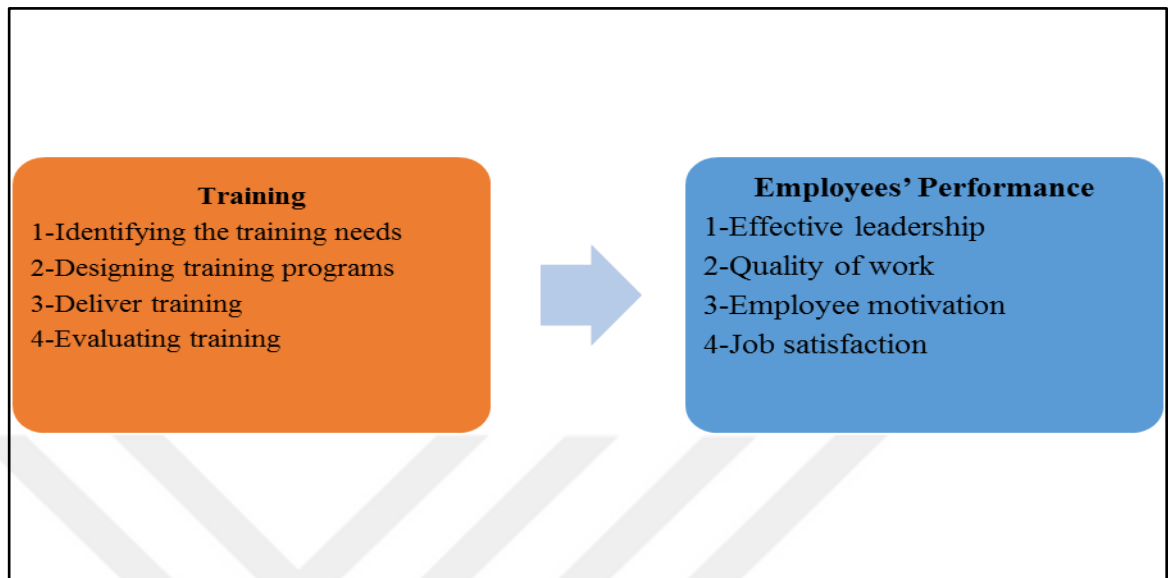 Training
1-Identifying the training needs
2-Designing training programs
3-Deliver training
4-Evaluating training
Employees’ Performance
1-Effective leadership
2-Quality of work
3-Employee motivation
4-Job satisfaction